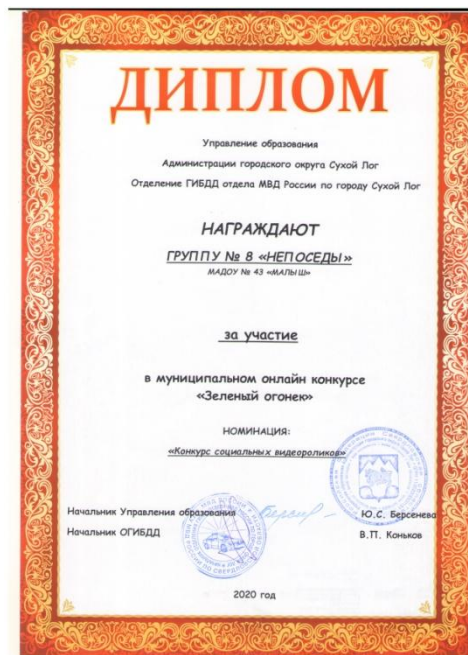 ДИПЛОМ
Управление образования
Администрации городского округа Сухой Лог
Отделение ГИБДД отдела МВД России по городу Сухой Лог
НАГРАЖДАЮТ
ГРУППУ № 8 «НЕПОСЕДЫ»
МАДОУ № 43 «МАЛЫШ»
за участие
в муниципальном онлайн конкурсе
«Зеленый огонек»
НОМИНАЦИЯ:
«Конкурс социальных видеороликов»
Начальник Управления образования Ю.С. Берсенева
Начальник ОГИБДД В.П. Коньков
2020 год